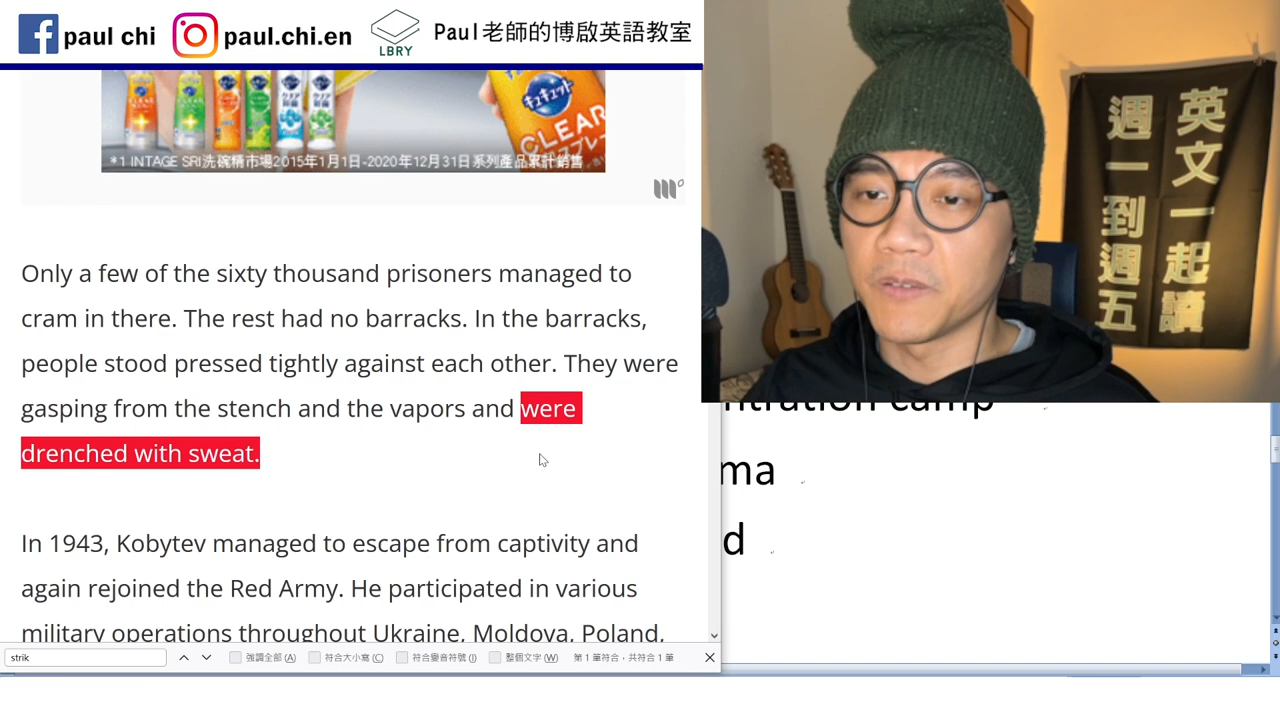 paul chi
paul.chi.en
LBRY
Paul老師的博啟英語教室
キュキュット
CLEAR
*1 INTAGE SRI洗碗精市場2015年1月1日-2020年12月31日系列產品累計銷售
Only a few of the sixty thousand prisoners managed to
cram in there. The rest had no barracks. In the barracks,
people stood pressed tightly against each other. They were
gasping from the stench and the vapors and were
drenched with sweat.
In 1943, Kobytev managed to escape from captivity and
again rejoined the Red Army. He participated in various
military operations throughout Ukraine, Moldova, Poland,
strik
強調全部 (A)
符合大小寫 (C)
符合變音符號 (I)
整個文字 (W)
第 1 筆符合，共符合 1 筆
英文一起讀
週一到週五
ntration camp
ma
d